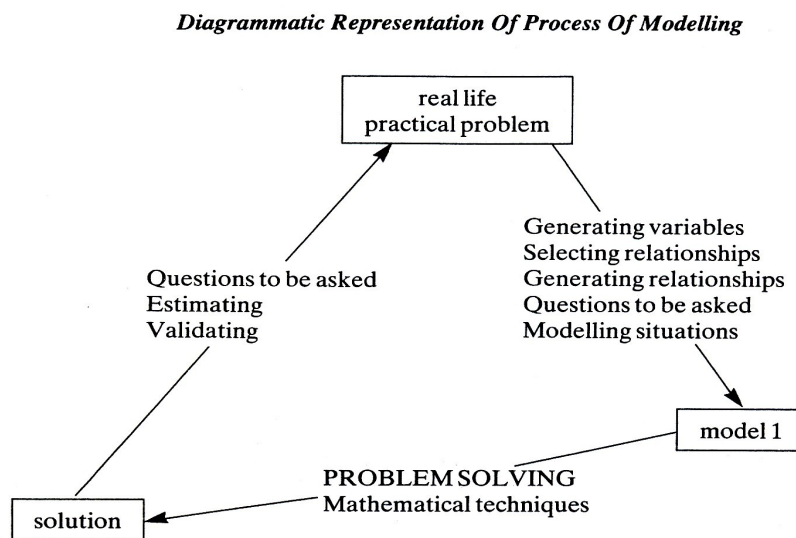 Diagrammatic Representation Of Process Of Modelling
real life
practical problem
Generating variables
Selecting relationships
Generating relationships
Questions to be asked
Modelling situations
Questions to be asked
Estimating
Validating
model 1
PROBLEM SOLVING
Mathematical techniques
solution